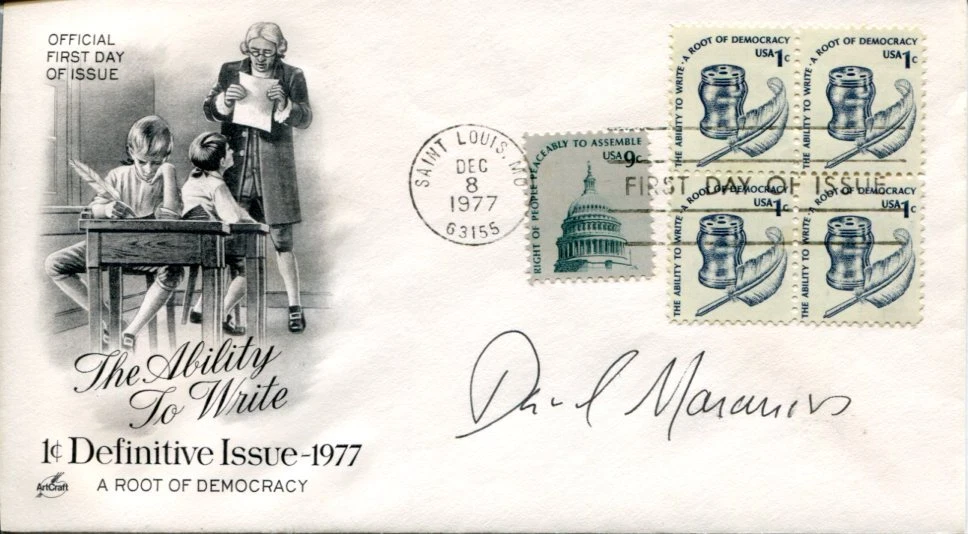 OFFICIAL
FIRST DAY
OF ISSUE
The Ability
To Write
1¢ Definitive Issue-1977
ArtCraft
A ROOT OF DEMOCRACY
SAINT LOUIS, MO
DEC
8
1977
63155
RIGHT OF PEOPLE PEACEABLY TO ASSEMBLE
USA 9c
FIRST DAY OF ISSUE
THE ABILITY TO WRITE · A ROOT OF DEMOCRACY
USA 1c
THE ABILITY TO WRITE · A ROOT OF DEMOCRACY
USA 1c
THE ABILITY TO WRITE · A ROOT OF DEMOCRACY
USA 1c
THE ABILITY TO WRITE · A ROOT OF DEMOCRACY
USA 1c
David Maraniss